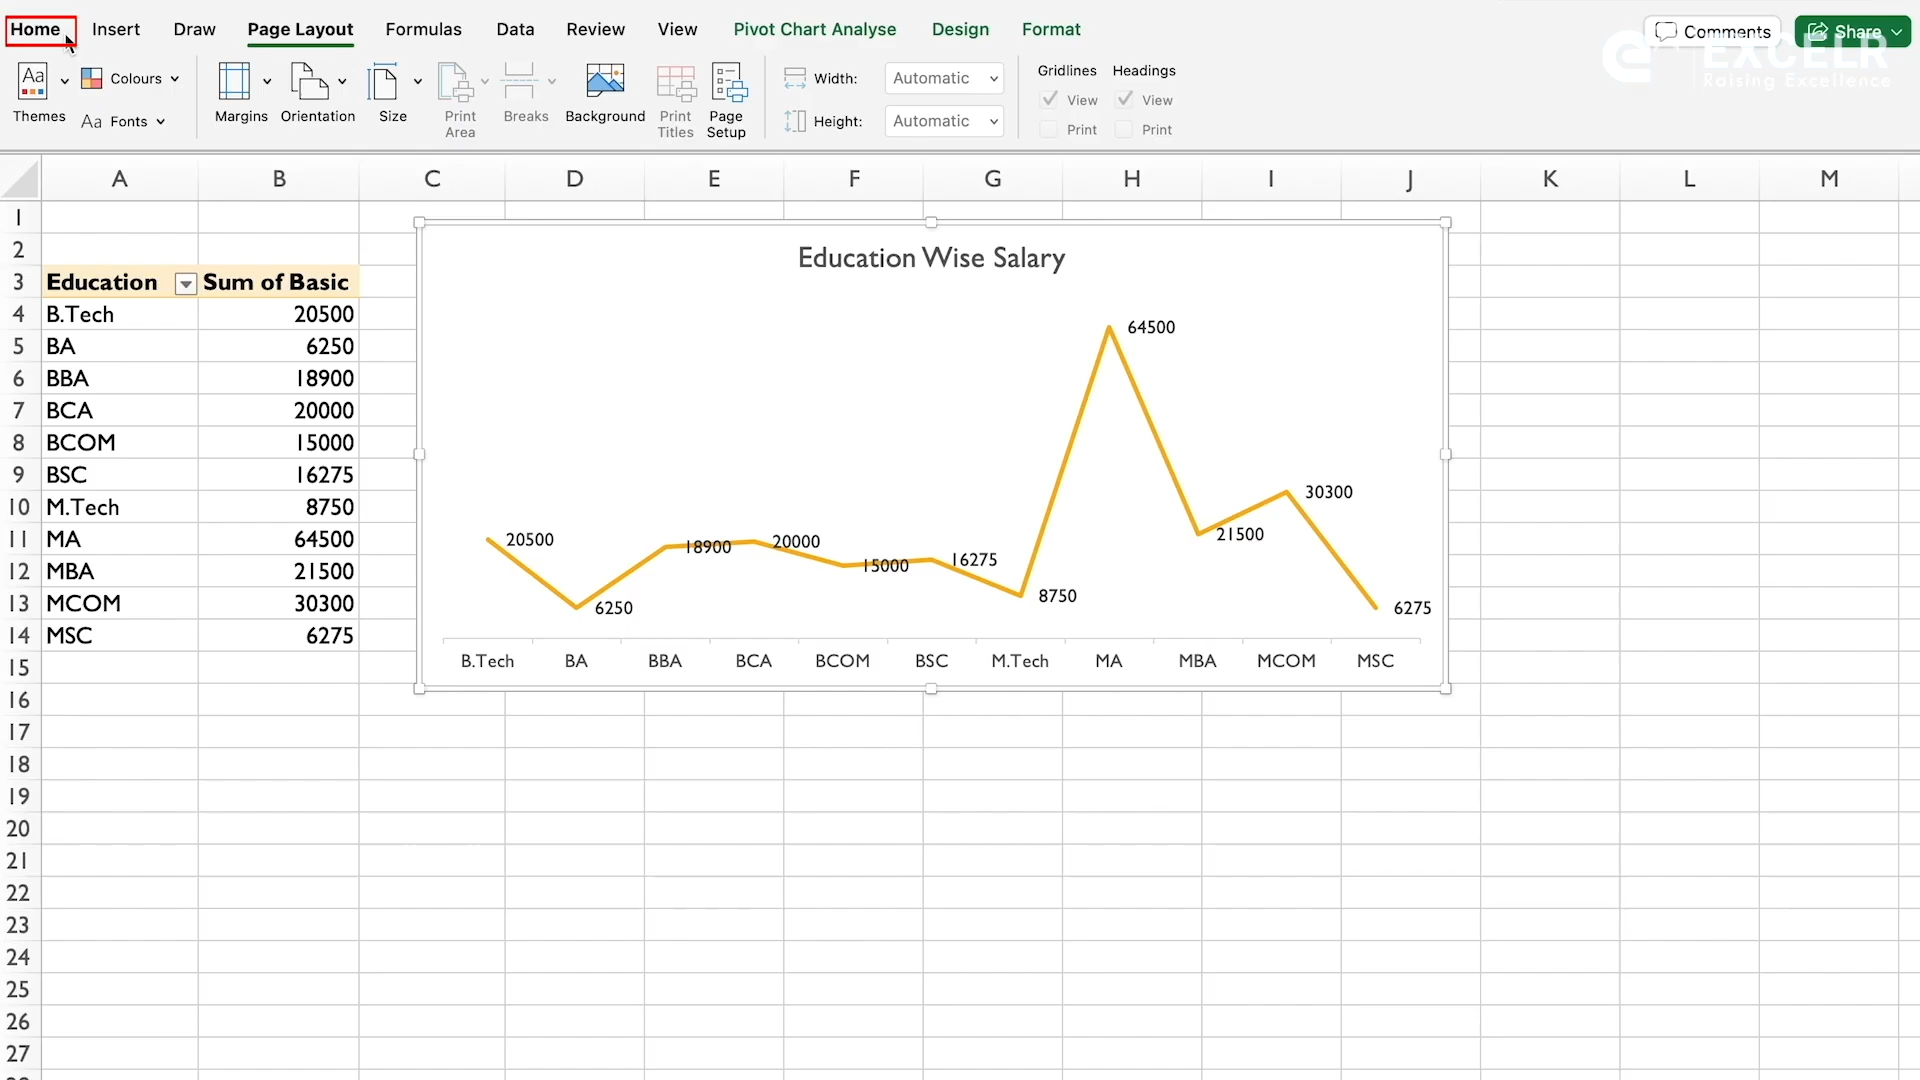 Home Insert Draw Page Layout Formulas Data Review View Pivot Chart Analyse Design Format Comments Share
EXCELR
Raising Excellence
Aa Colours Width: Automatic Gridlines Headings
View View
Themes Aa Fonts Margins Orientation Size Print Area Breaks Background Print Titles Page Setup Height: Automatic Print Print
A B C D E F G H I J K L M
1
2
3 Education Sum of Basic
4 B.Tech 20500
5 BA 6250
6 BBA 18900
7 BCA 20000
8 BCOM 15000
9 BSC 16275
10 M.Tech 8750
11 MA 64500
12 MBA 21500
13 MCOM 30300
14 MSC 6275
15
16
17
18
19
20
21
22
23
24
25
26
27
Education Wise Salary
64500
30300
21500
20500 18900 20000
15000 16275
8750
6250 6275
B.Tech BA BBA BCA BCOM BSC M.Tech MA MBA MCOM MSC